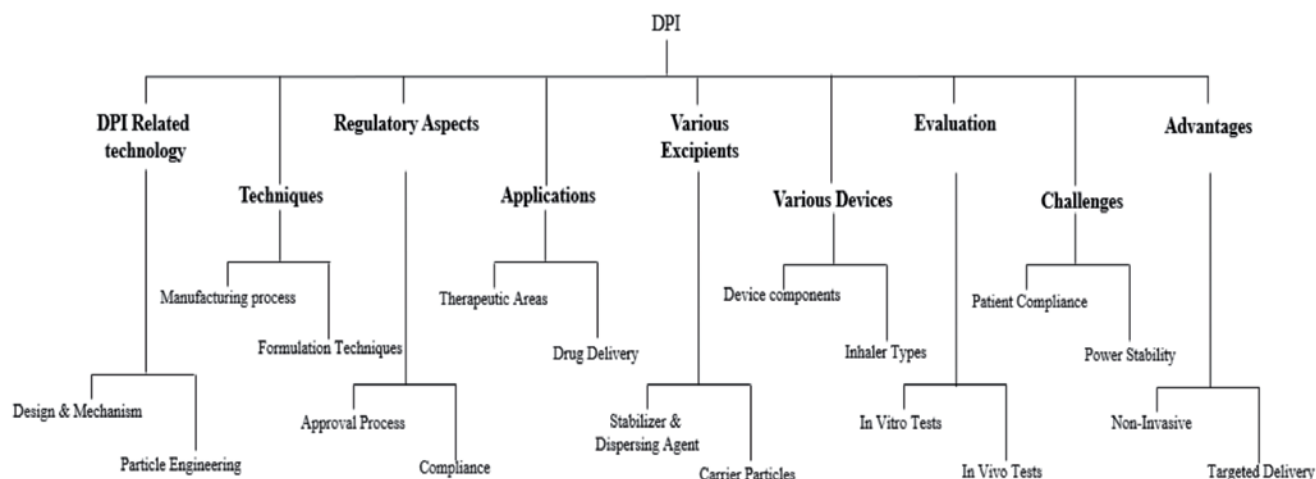 DPI
DPI Related
technology
Techniques
Regulatory Aspects
Applications
Various
Excipients
Various Devices
Evaluation
Challenges
Advantages
Manufacturing process
Formulation Techniques
Therapeutic Areas
Drug Delivery
Device components
Inhaler Types
Patient Compliance
Power Stability
Design & Mechanism
Particle Engineering
Approval Process
Compliance
Stabilizer &
Dispersing Agent
Carrier Particles
In Vitro Tests
In Vivo Tests
Non-Invasive
Targeted Delivery